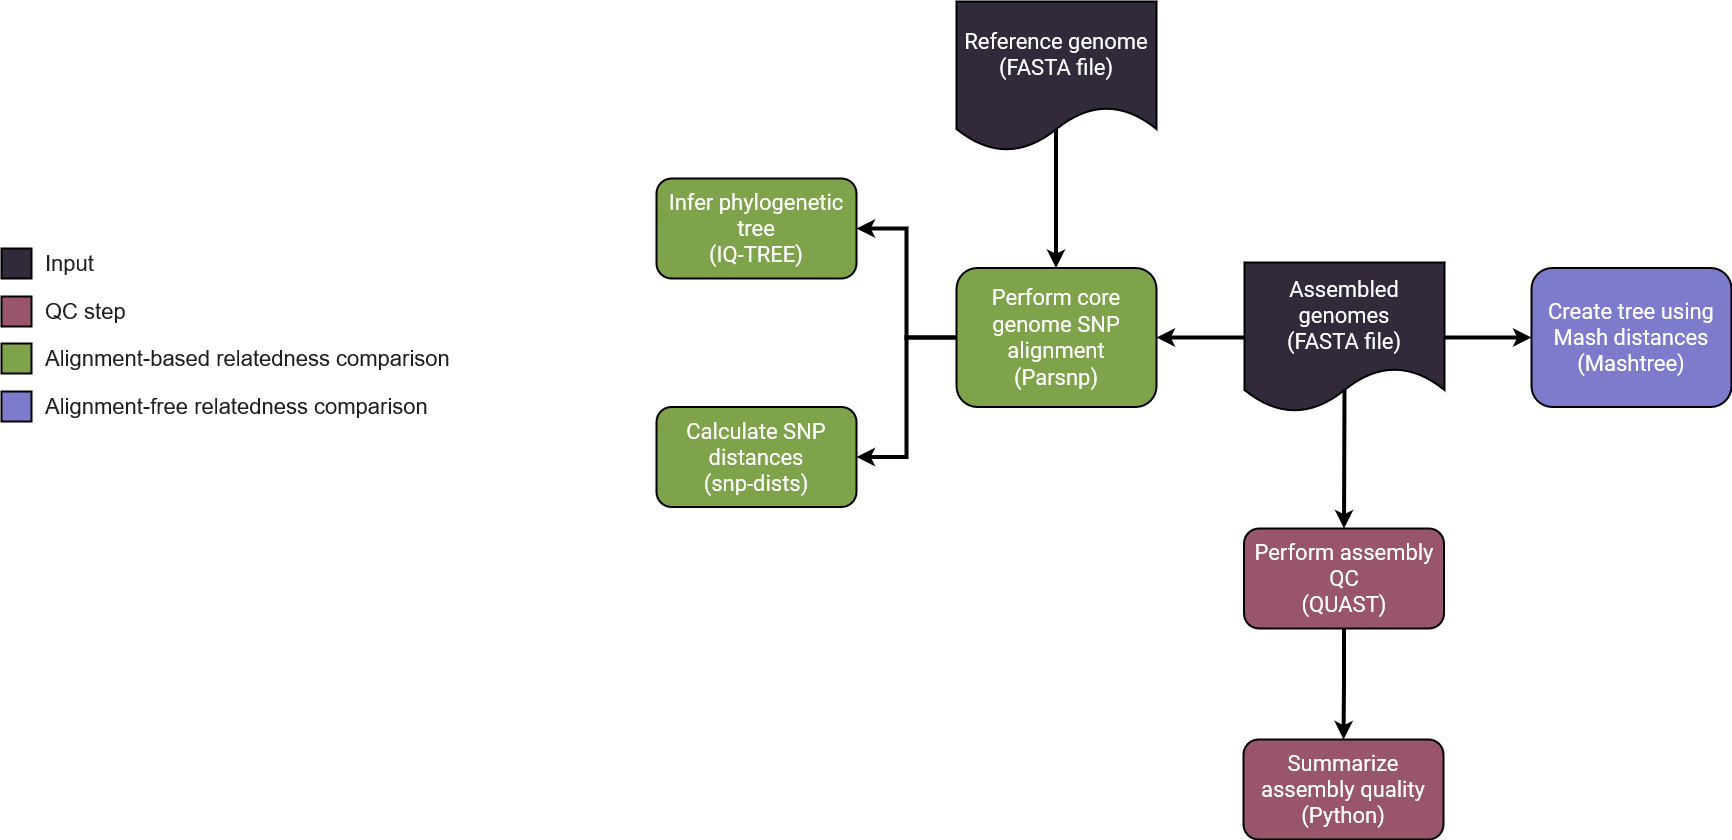 Reference genome
(FASTA file)
Infer phylogenetic
tree
(IQ-TREE)
Input
QC step
Alignment-based relatedness comparison
Alignment-free relatedness comparison
Perform core
genome SNP
alignment
(Parsnp)
Assembled
genomes
(FASTA file)
Create tree using
Mash distances
(Mashtree)
Calculate SNP
distances
(snp-dists)
Perform assembly
QC
(QUAST)
Summarize
assembly quality
(Python)